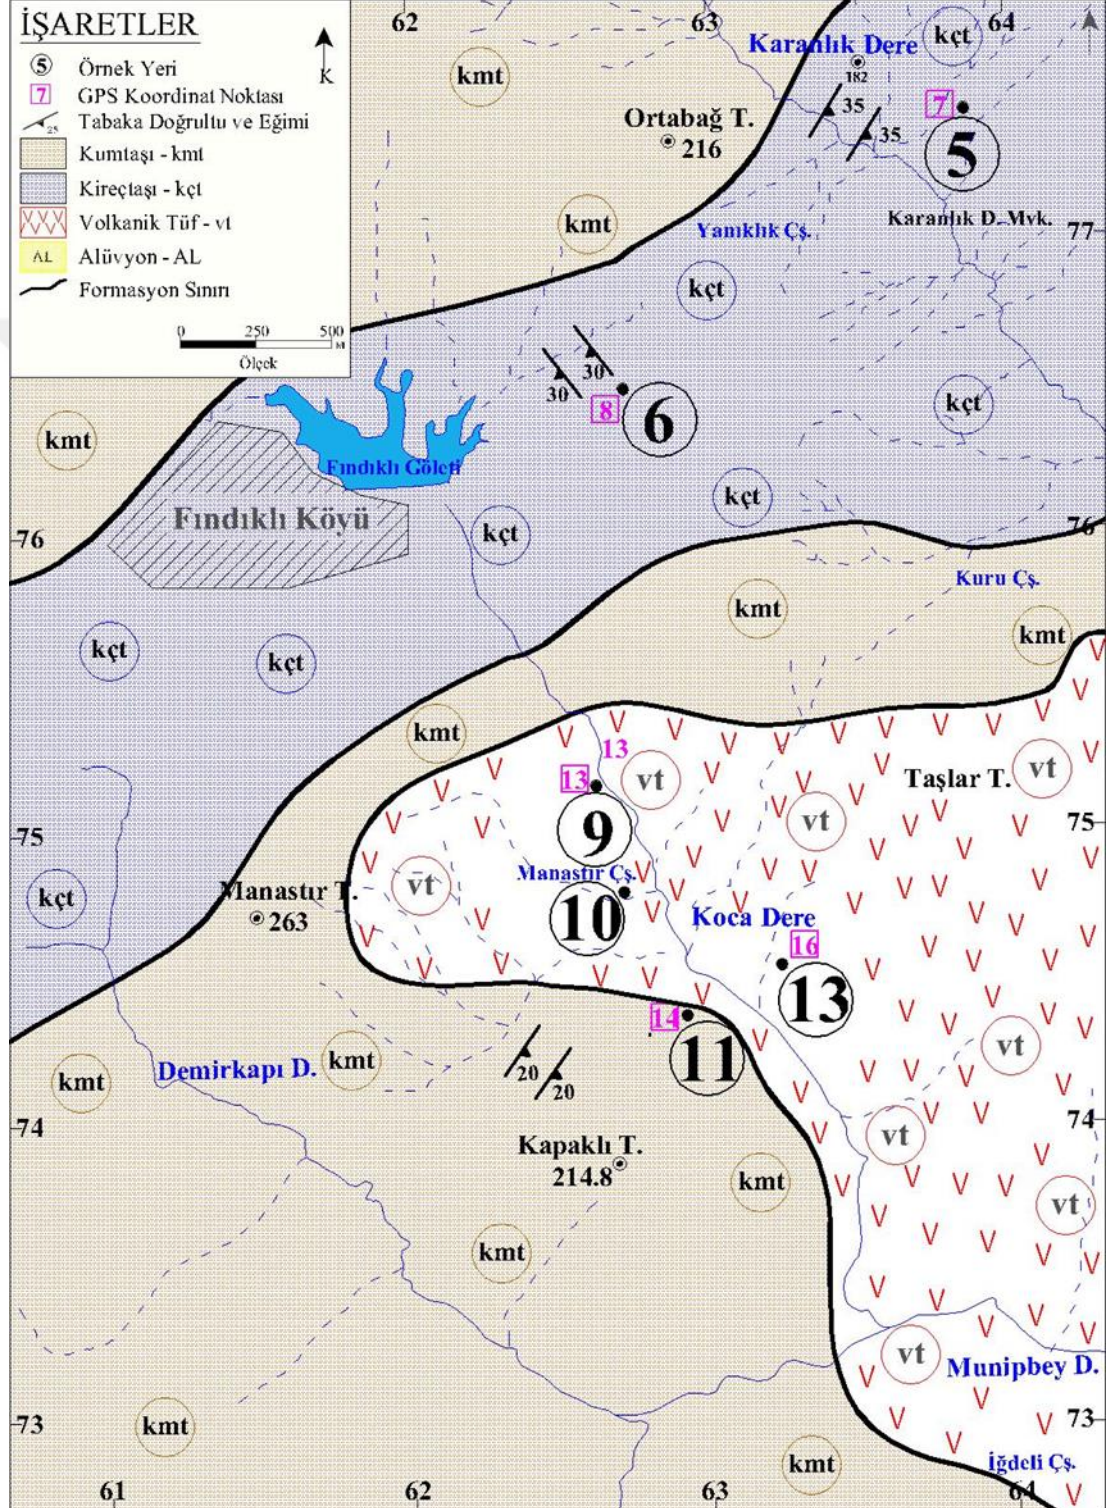 İŞARETLER
5 Örnek Yeri
7 GPS Koordinat Noktası
25 Tabaka Doğrultu ve Eğimi
Kumtaşı - kmt
Kireçtaşı - kçt
Volkanik Tüf - vt
AL Alüvyon - AL
Formasyon Sınırı
0 250 500
M
Ölçek
K
62 63 64
kmt
Karanlık Dere
kçt
182
Ortabağ T.
216
35
35
7
5
kmt
Yanıklık Çş.
Karanlık D. Mvk.
77
kçt
30
30
8
6
kçt
kmt
Fındıklı Göleti
kçt
Fındıklı Köyü
kçt
76
76
Kuru Çş.
kmt
kmt
kçt
kçt
kmt
13
13
vt
Taşlar T.
vt
9
vt
75
75
Manastır Çş.
kçt
Manastır T.
263
vt
10
Koca Dere
16
13
14
11
vt
kmt
Demirkapı D.
kmt
20
20
74
74
vt
Kapaklı T.
214.8
kmt
vt
kmt
vt
Munipbey D.
73
73
kmt
kmt
İğdeli Çş.
61 62 63 64